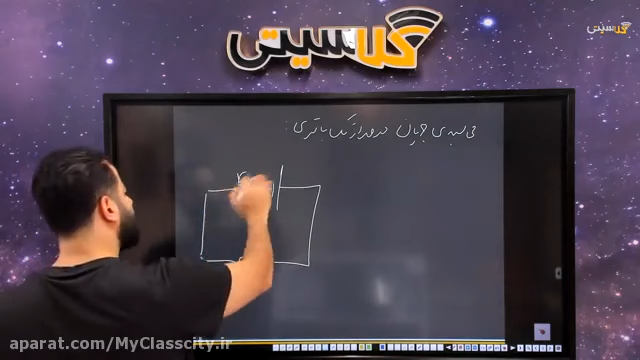 کلاسیتی
کلاسیتی
محاسبه‌ی جریان در مدار تک باتری :
r
aparat.com/MyClasscity.ir